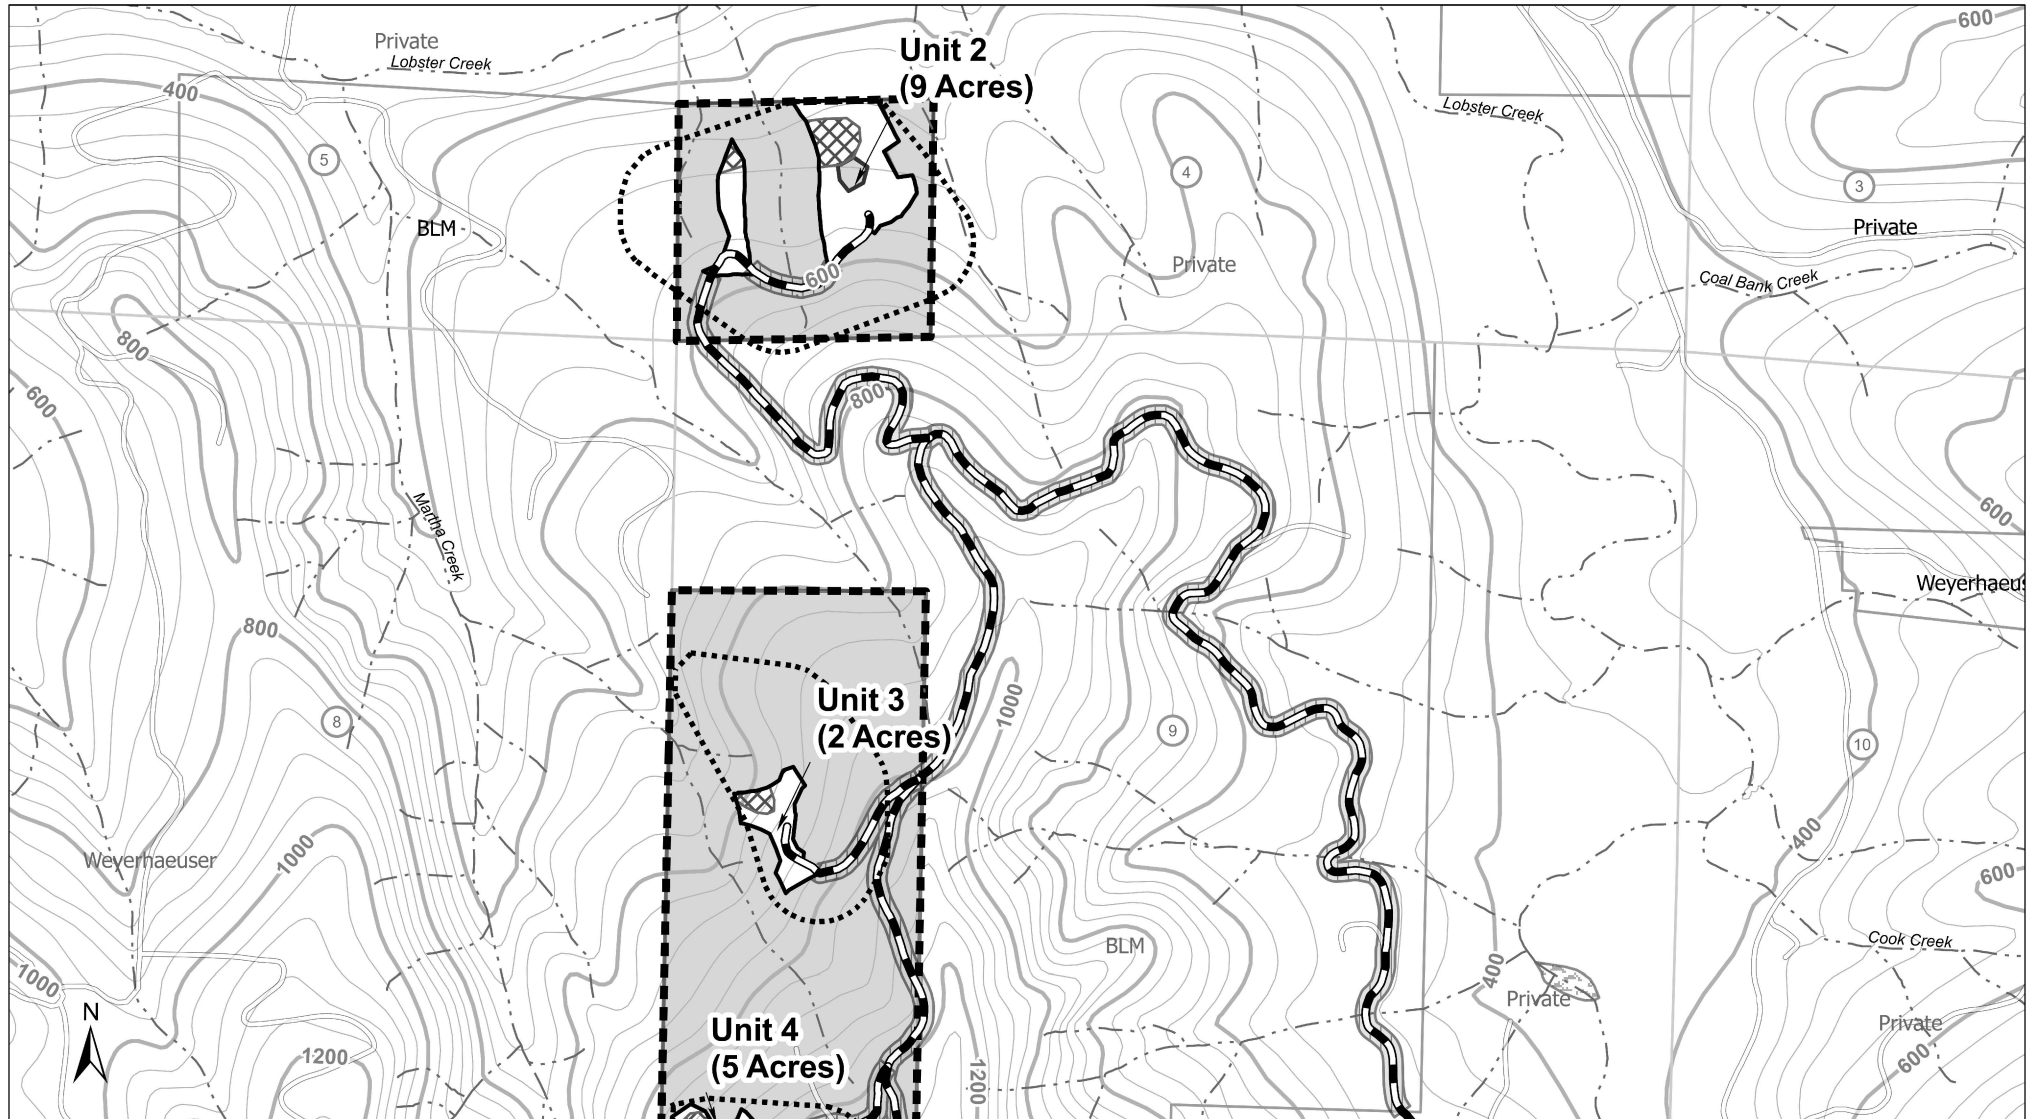 600
Unit 2
(9 Acres)
Private
Lobster Creek
400
Lobster Creek
5
4
3
BLM
Private
Private
600
Coal Bank Creek
800
600
800
600
Martha Creek
Weyerhaeus
800
Unit 3
(2 Acres)
1000
8
9
10
400
Weyerhaeuser
1000
600
BLM
Cook Creek
1000
400
Private
N
Unit 4
(5 Acres)
Private
1200
1200
600